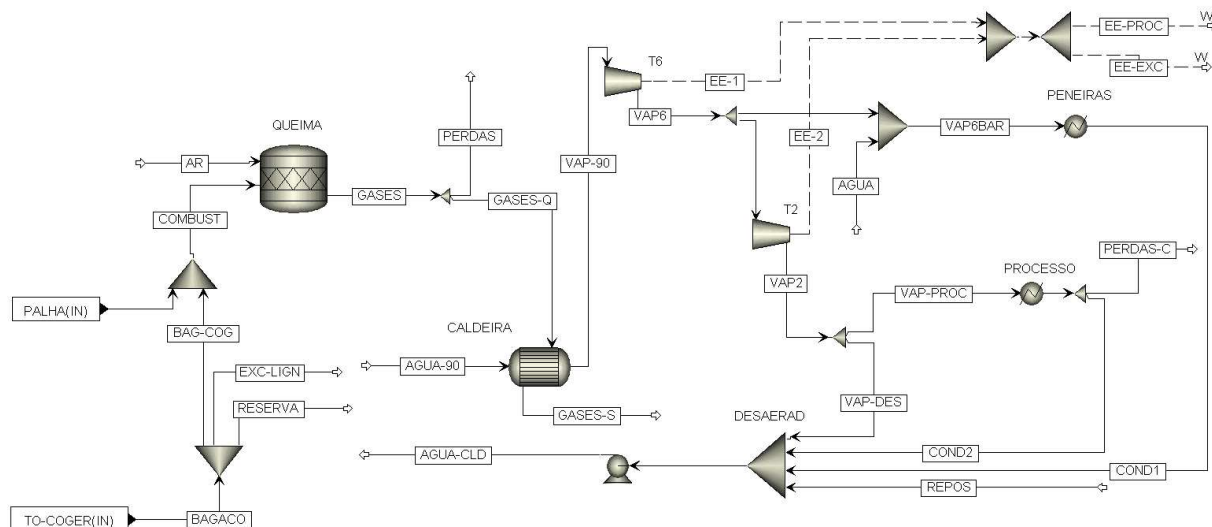 W
EE-PROC
T6
W
EE-1
EE-EXC
PENEIRAS
VAP6
QUEIMA
PERDAS
VAP6BAR
EE-2
AR
VAP-90
GASES
AGUA
GASES-Q
T2
COMBUST
PERDAS-C
PROCESSO
VAP2
VAP-PROC
PALHA(IN)
BAG-COG
CALDEIRA
EXC-LIGN
AGUA-90
VAP-DES
RESERVA
GASES-S
DESAERAD
AGUA-CLD
COND2
COND1
REPOS
TO-COGER(IN)
BAGACO